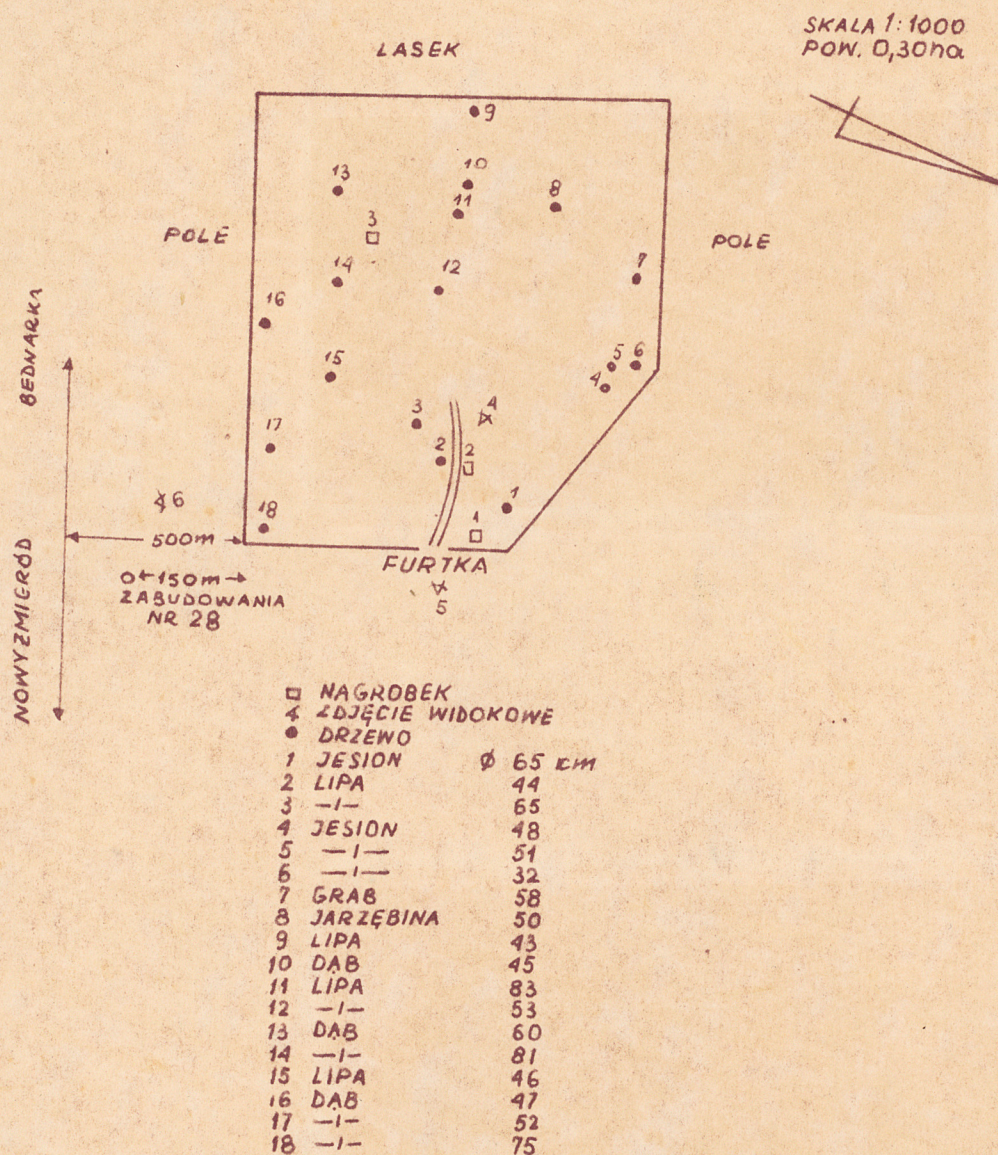 SKALA 1:1000
POW. 0,30ha
LASEK
9
13
10
11
8
3
POLE
POLE
14
12
7
16
15
5
6
4
3
A
17
2
2
6
18
1
1
500m
BEDNARKA
NOWY ZMIGRÓD
FURTKA
5
0←150m→
ZABUDOWANIA
NR 28
NAGROBEK
ZDJĘCIE WIDOKOWE
DRZEWO
1 JESION Ø 65 cm
2 LIPA 44
3 —I— 65
4 JESION 48
5 —I— 51
6 —I— 32
7 GRAB 58
8 JARZĘBINA 50
9 LIPA 43
10 DĄB 45
11 LIPA 83
12 —I— 53
13 DĄB 60
14 —I— 81
15 LIPA 46
16 DĄB 47
17 —I— 52
18 —I— 75